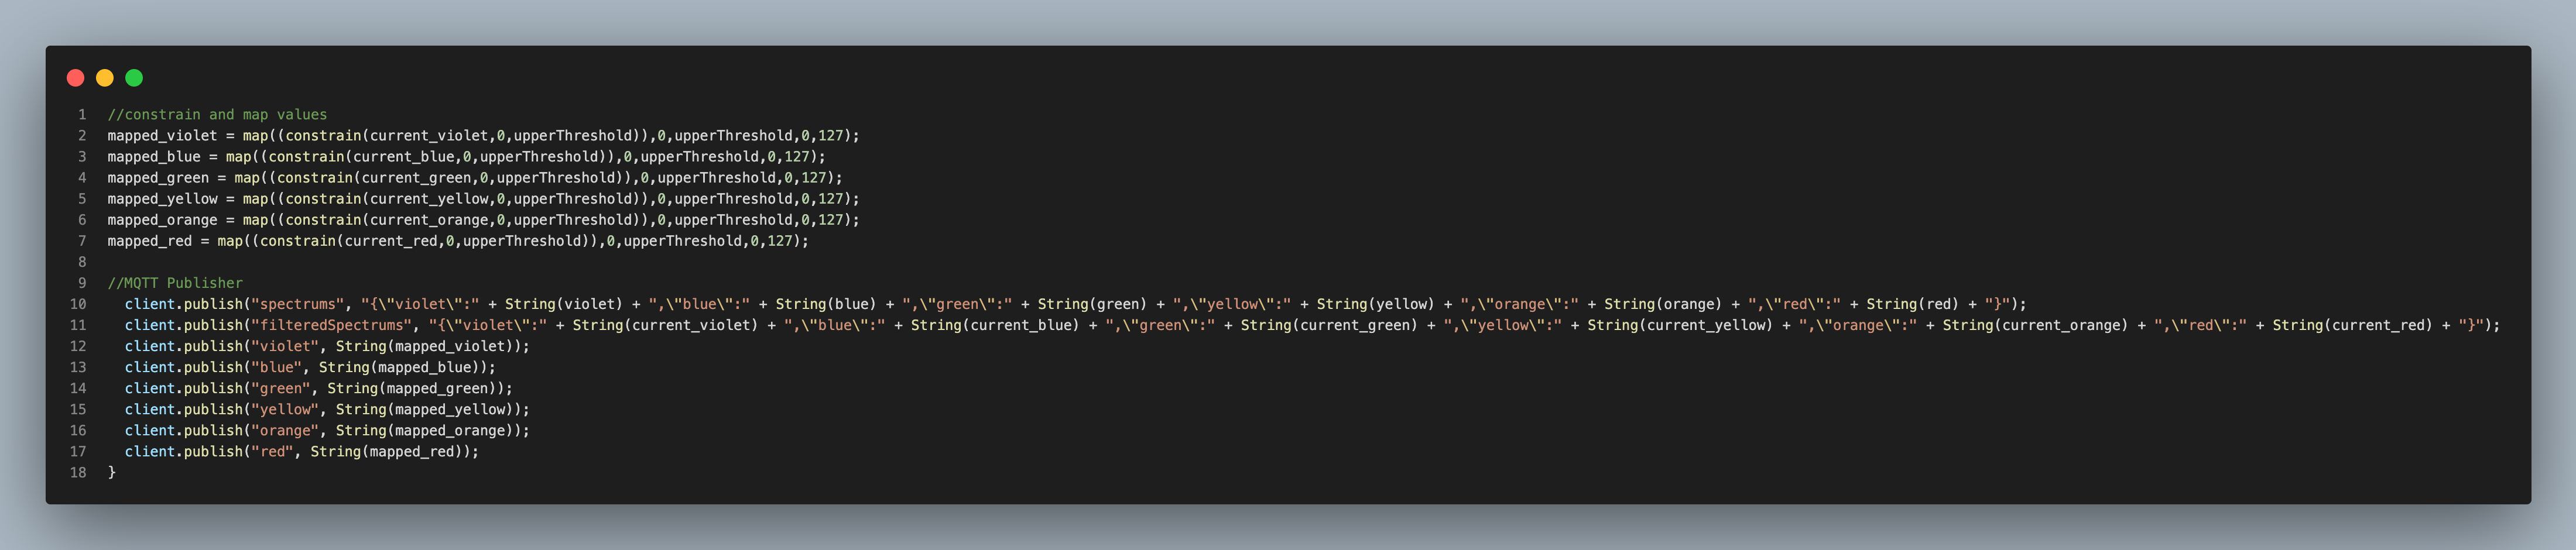 1 //constrain and map values
2 mapped_violet = map((constrain(current_violet,0,upperThreshold)),0,upperThreshold,0,127);
3 mapped_blue = map((constrain(current_blue,0,upperThreshold)),0,upperThreshold,0,127);
4 mapped_green = map((constrain(current_green,0,upperThreshold)),0,upperThreshold,0,127);
5 mapped_yellow = map((constrain(current_yellow,0,upperThreshold)),0,upperThreshold,0,127);
6 mapped_orange = map((constrain(current_orange,0,upperThreshold)),0,upperThreshold,0,127);
7 mapped_red = map((constrain(current_red,0,upperThreshold)),0,upperThreshold,0,127);
8
9 //MQTT Publisher
10   client.publish("spectrums", "{\"violet\":" + String(violet) + ",\"blue\":" + String(blue) + ",\"green\":" + String(green) + ",\"yellow\":" + String(yellow) + ",\"orange\":" + String(orange) + ",\"red\":" + String(red) + "}");
11   client.publish("filteredSpectrums", "{\"violet\":" + String(current_violet) + ",\"blue\":" + String(current_blue) + ",\"green\":" + String(current_green) + ",\"yellow\":" + String(current_yellow) + ",\"orange\":" + String(current_orange) + ",\"red\":" + String(current_red) + "}");
12   client.publish("violet", String(mapped_violet));
13   client.publish("blue", String(mapped_blue));
14   client.publish("green", String(mapped_green));
15   client.publish("yellow", String(mapped_yellow));
16   client.publish("orange", String(mapped_orange));
17   client.publish("red", String(mapped_red));
18 }